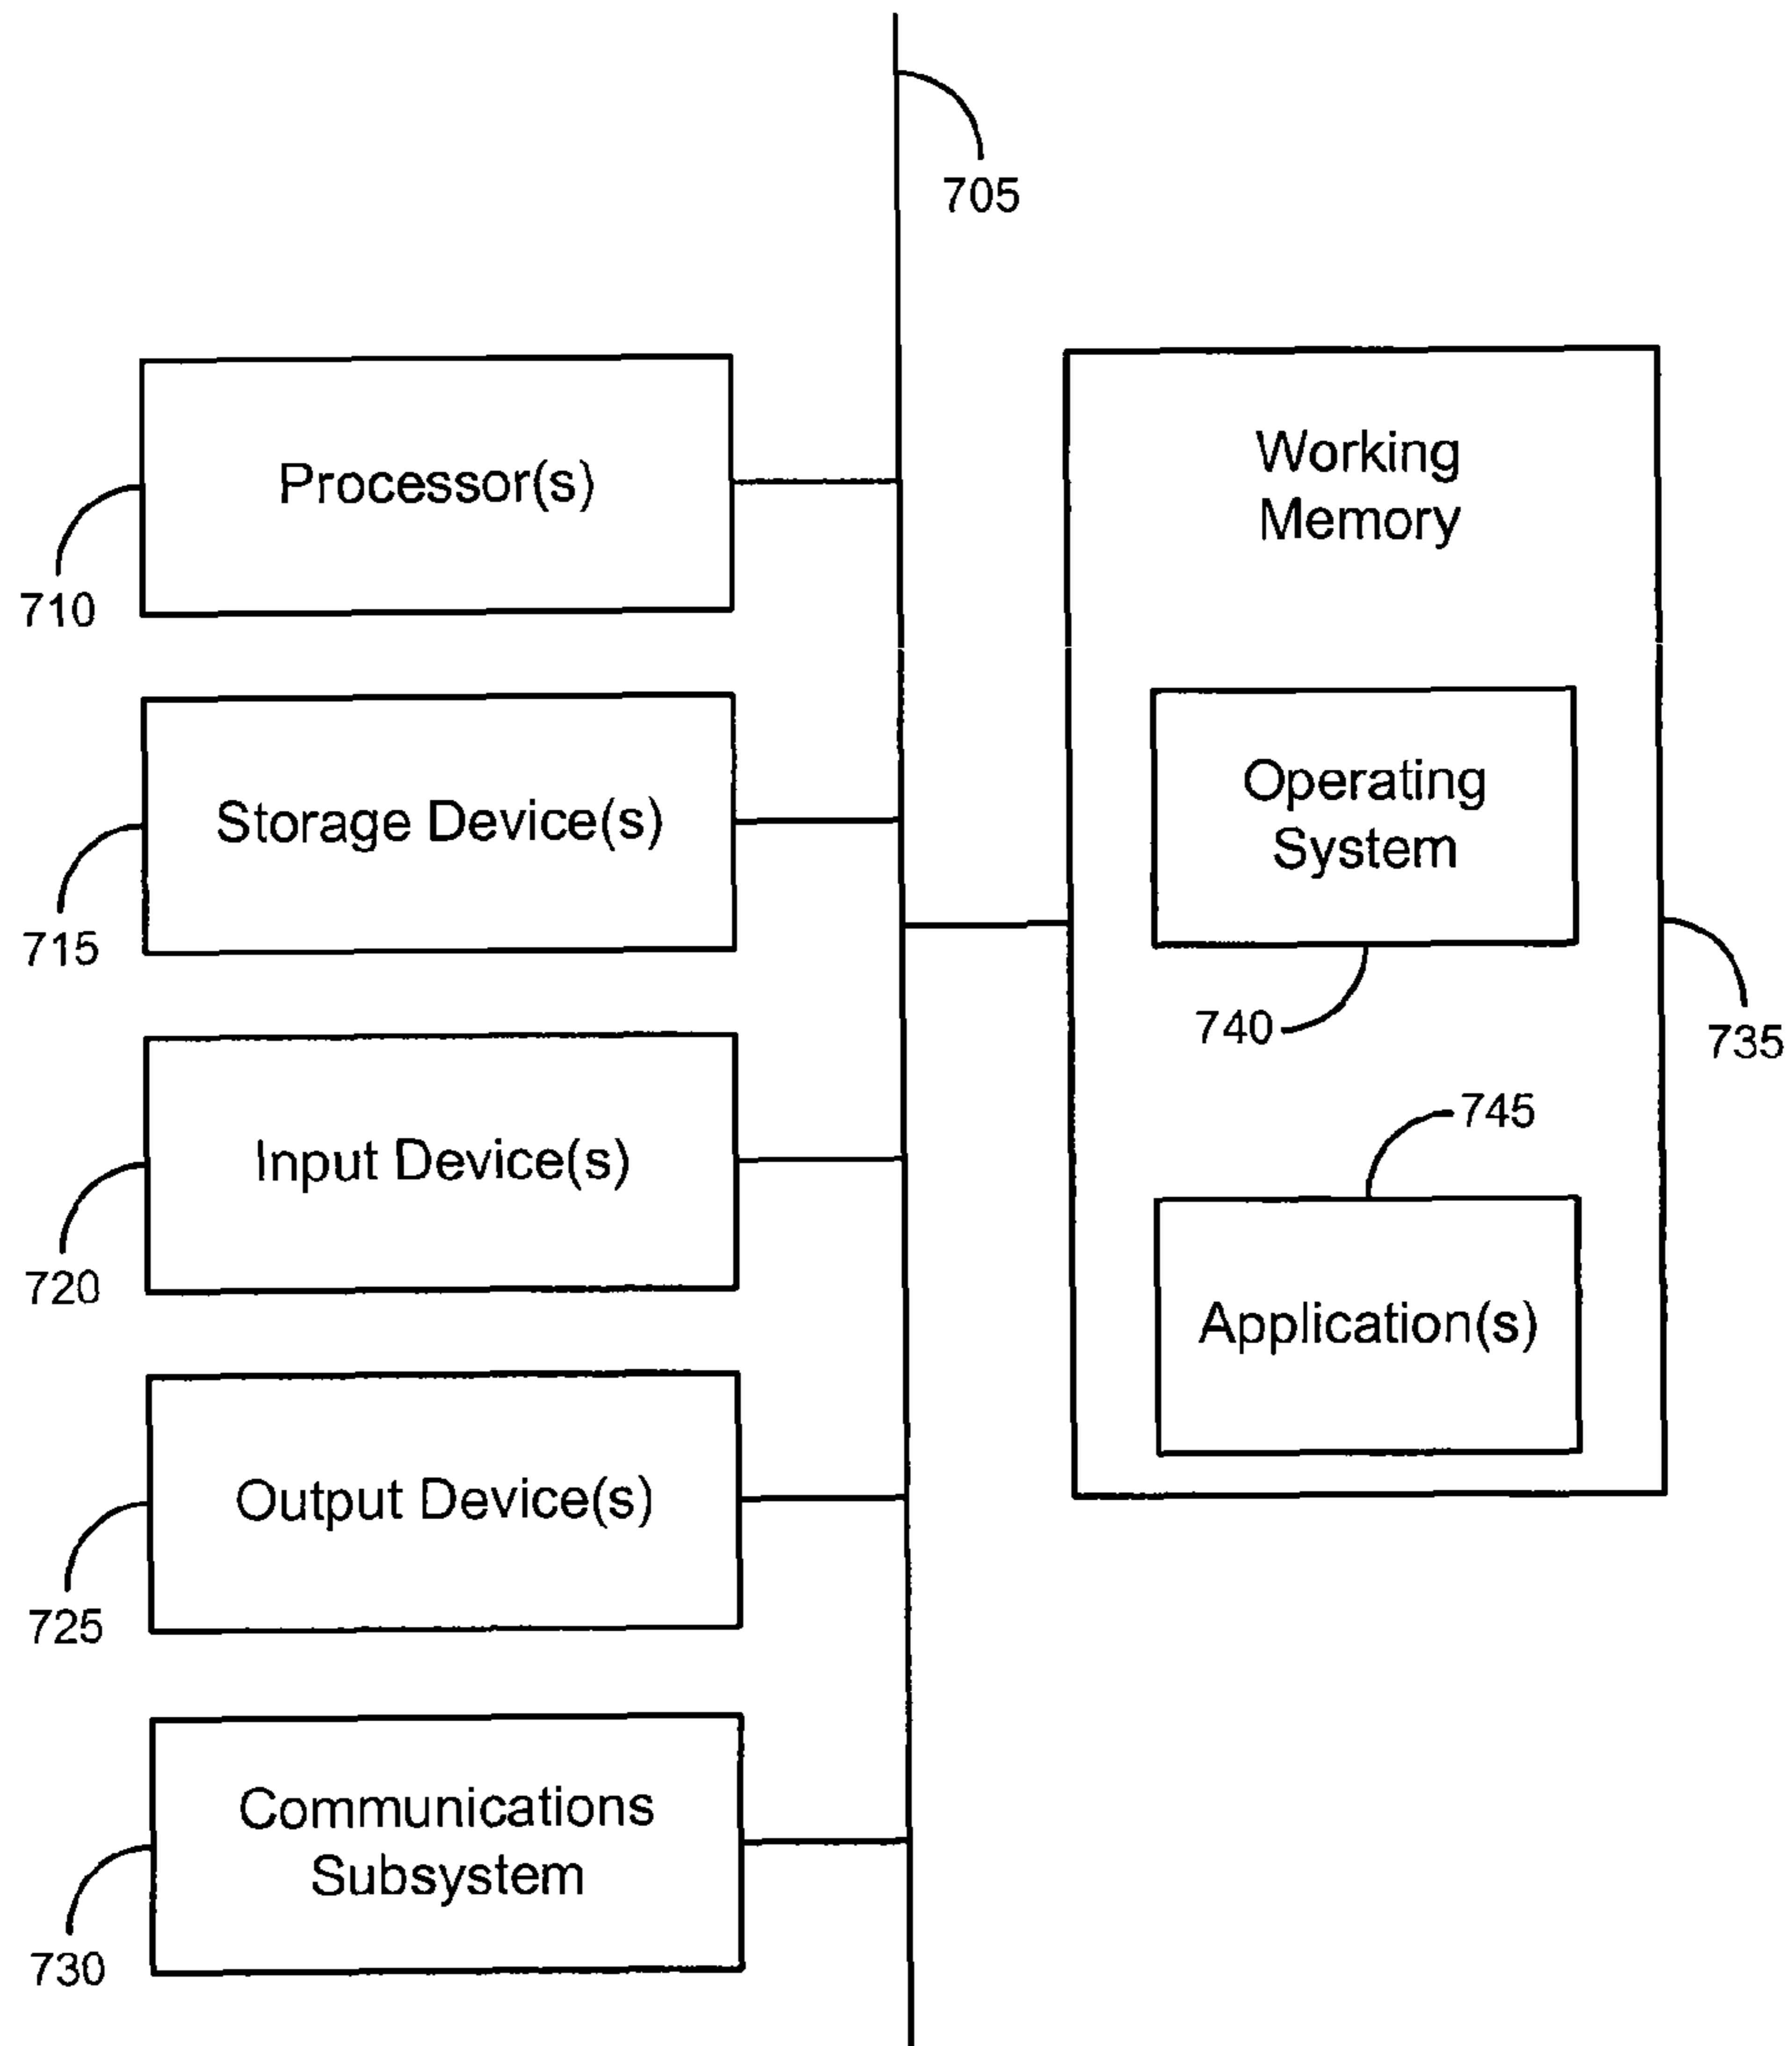 705
Processor(s)
710
Storage Device(s)
715
Input Device(s)
720
Output Device(s)
725
Communications
Subsystem
730
Working
Memory
Operating
System
740
735
745
Application(s)